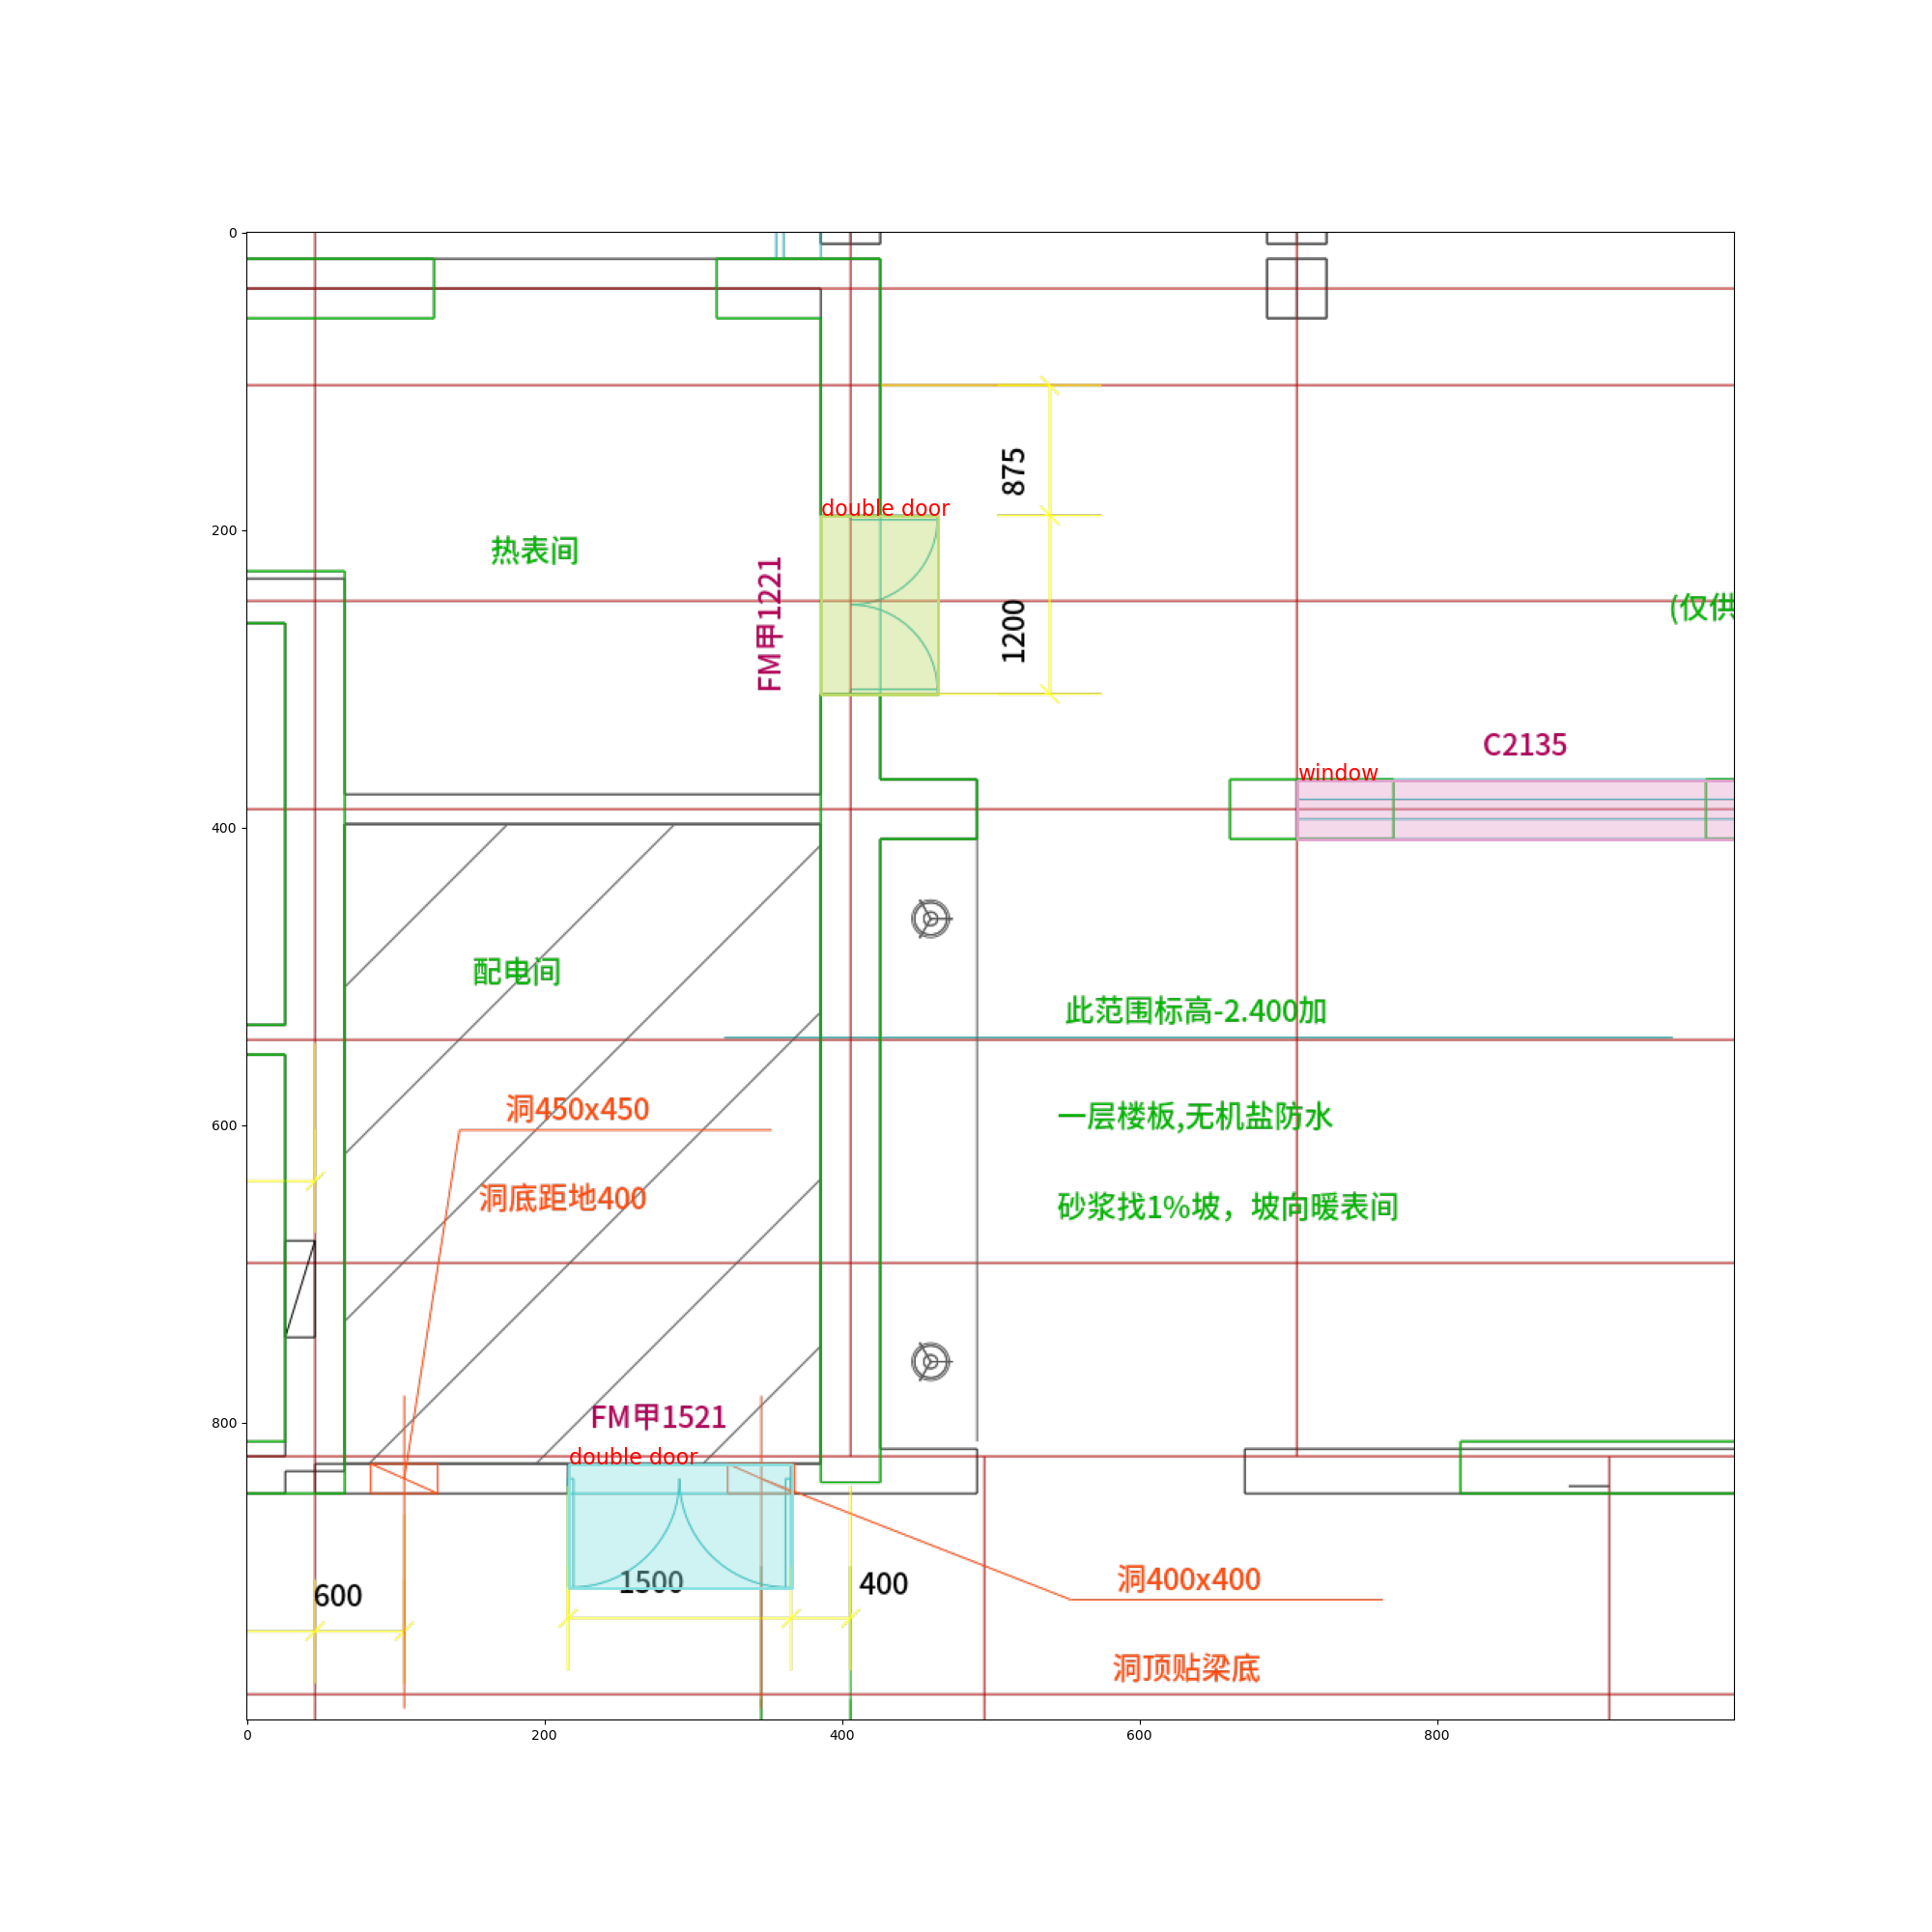 0
875
double door
200
热表间
FM甲1221
1200
(仅供
C2135
window
400
配电间
此范围标高-2.400加
洞450x450
600
一层楼板,无机盐防水
洞底距地400
砂浆找1%坡，坡向暖表间
FM甲1521
800
double door
600
1500
400
洞400x400
洞顶贴梁底
0
200
400
600
800